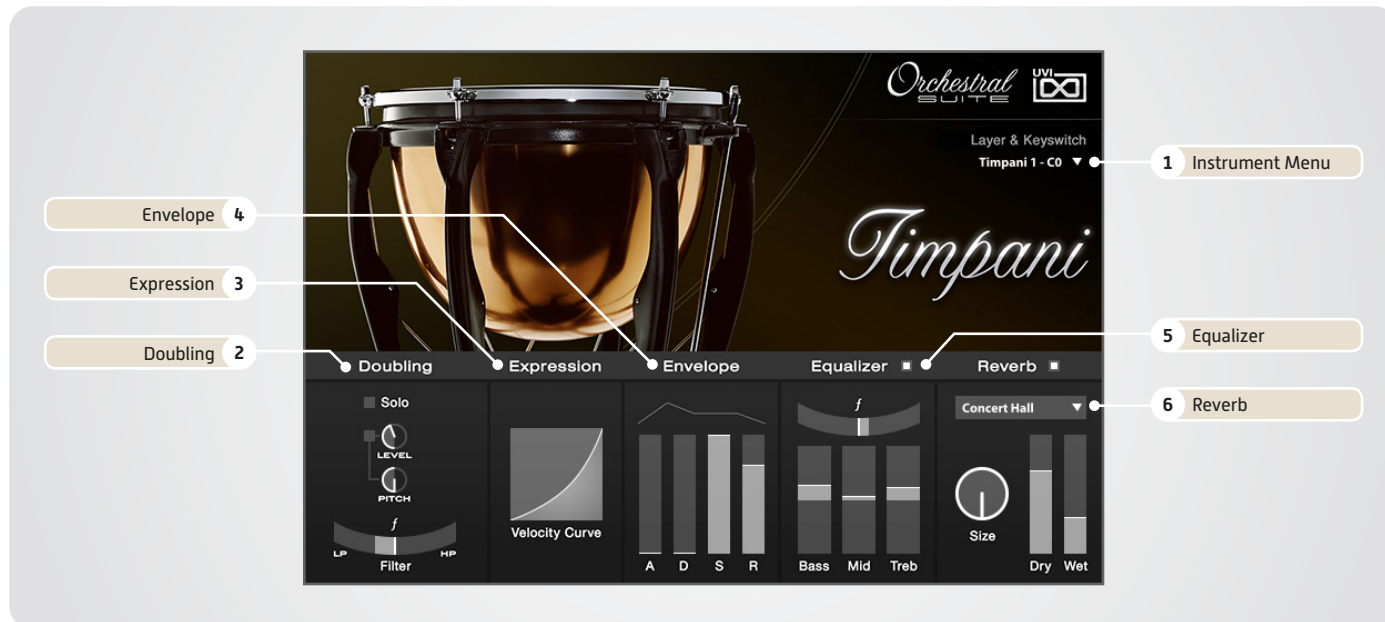 Orchestral
SUITE
UVI
Layer & Keyswitch
Timpani 1 - C0 ▼
1 Instrument Menu
Envelope 4
Timpani
Expression 3
Doubling 2
5 Equalizer
6 Reverb
Doubling
Expression
Envelope
Equalizer
Reverb
Solo
LEVEL
PITCH
f
LP
HP
Filter
Velocity Curve
A D S R
f
Bass Mid Treb
Concert Hall ▼
Size
Dry Wet